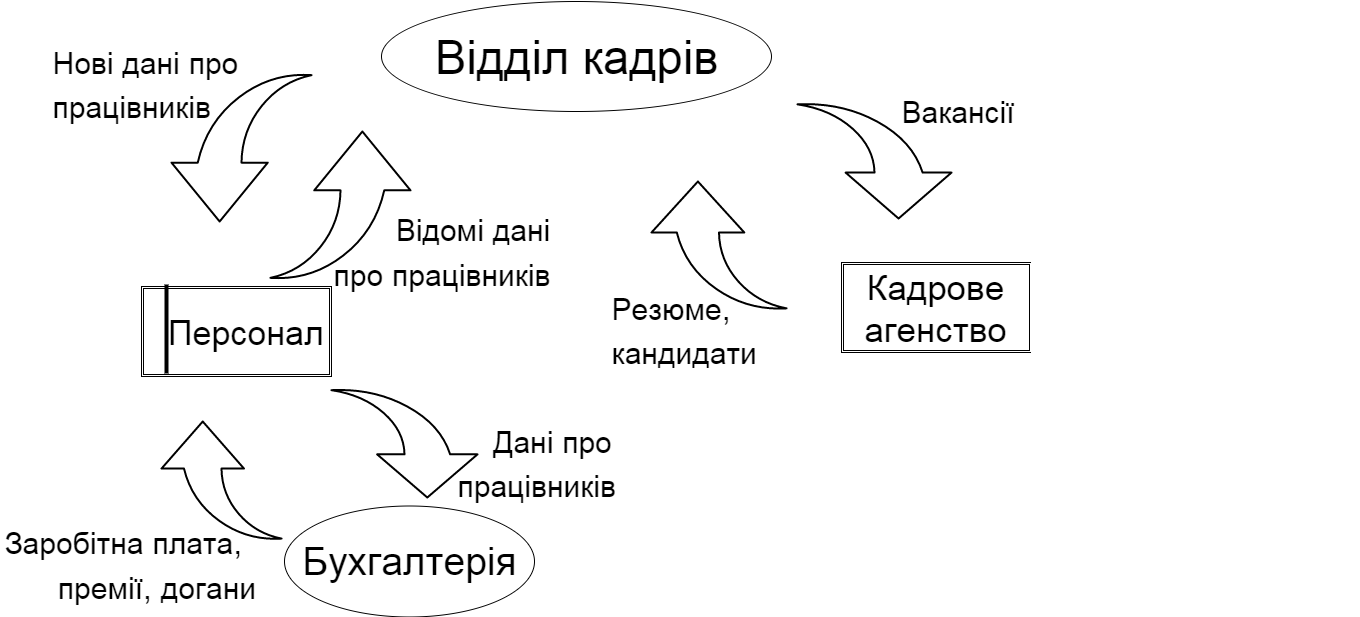 Відділ кадрів
Нові дані про
працівників
Вакансії
Відомі дані
про працівників
Кадрове
агенство
Резюме,
кандидати
Персонал
Дані про
працівників
Заробітна плата,
премії, догани
Бухгалтерія